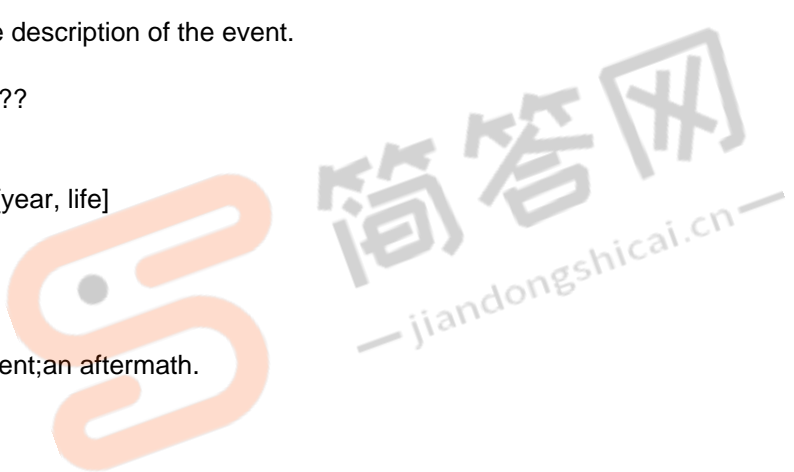 description of the event.
??
year, life]
ent;an aftermath.
简答网
jiandongshicai.cn